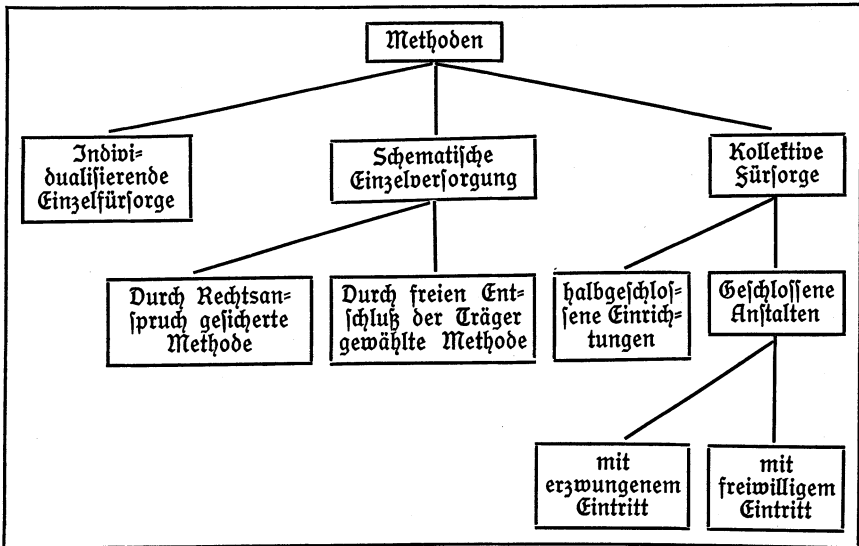 Methoden
Indivi-
dualisierende
Einzelfürsorge
Schematische
Einzelversorgung
Kollektive
Fürsorge
Durch Rechtsan-
spruch gesicherte
Methode
Durch freien Ent-
schluß der Träger
gewählte Methode
halbgeschlos-
sene Einrich-
tungen
Geschlossene
Anstalten
mit
erzwungenem
Eintritt
mit
freiwilligem
Eintritt